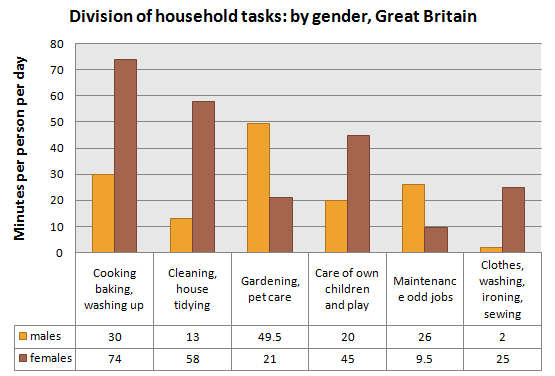 Division of household tasks: by gender, Great Britain
Minutes per person per day
80
70
60
50
40
30
20
10
0
Cooking
baking,
washing up
Cleaning,
house
tidying
Gardening,
pet care
Care of own
children
and play
Maintenanc
e odd jobs
Clothes,
washing,
ironing,
sewing
males 30 13 49.5 20 26 2
females 74 58 21 45 9.5 25